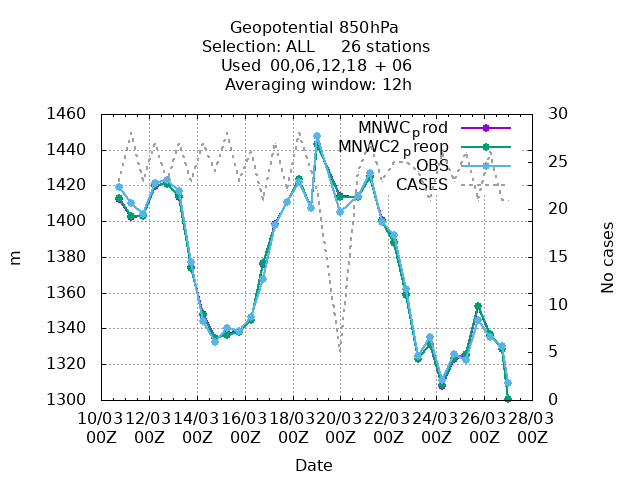 Geopotential 850hPa
Selection: ALL 26 stations
Used 00,06,12,18 + 06
Averaging window: 12h
1460
1440
1420
1400
1380
1360
1340
1320
1300
30
25
20
15
10
5
0
MNWCprod
MNWC2preop
OBS
CASES
m
No cases
10/03 12/03 14/03 16/03 18/03 20/03 22/03 24/03 26/03 28/03
00Z 00Z 00Z 00Z 00Z 00Z 00Z 00Z 00Z 00Z
Date